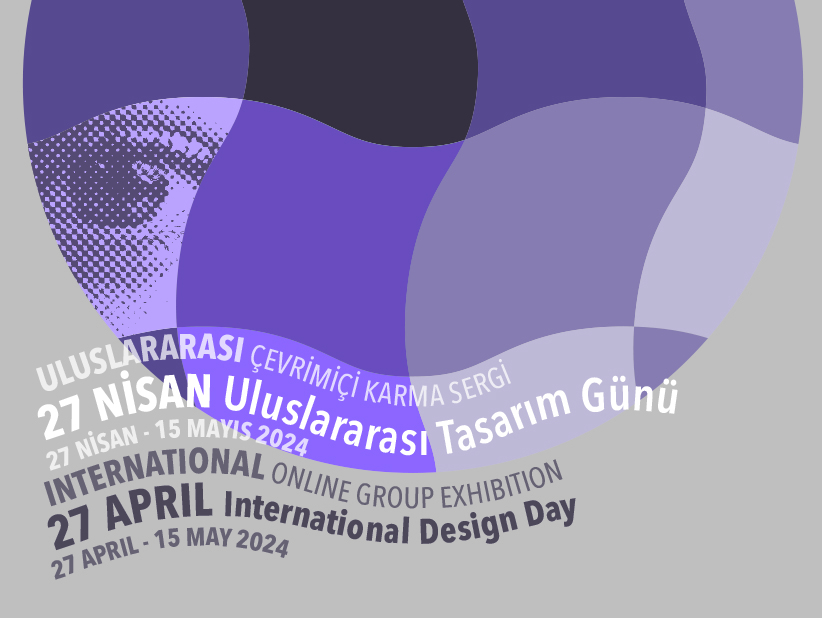 ULUSLARARASI ÇEVRİMİÇİ KARMA SERGİ
27 NİSAN Uluslararası Tasarım Günü
27 NİSAN - 15 MAYIS 2024
INTERNATIONAL ONLINE GROUP EXHIBITION
27 APRIL International Design Day
27 APRIL - 15 MAY 2024